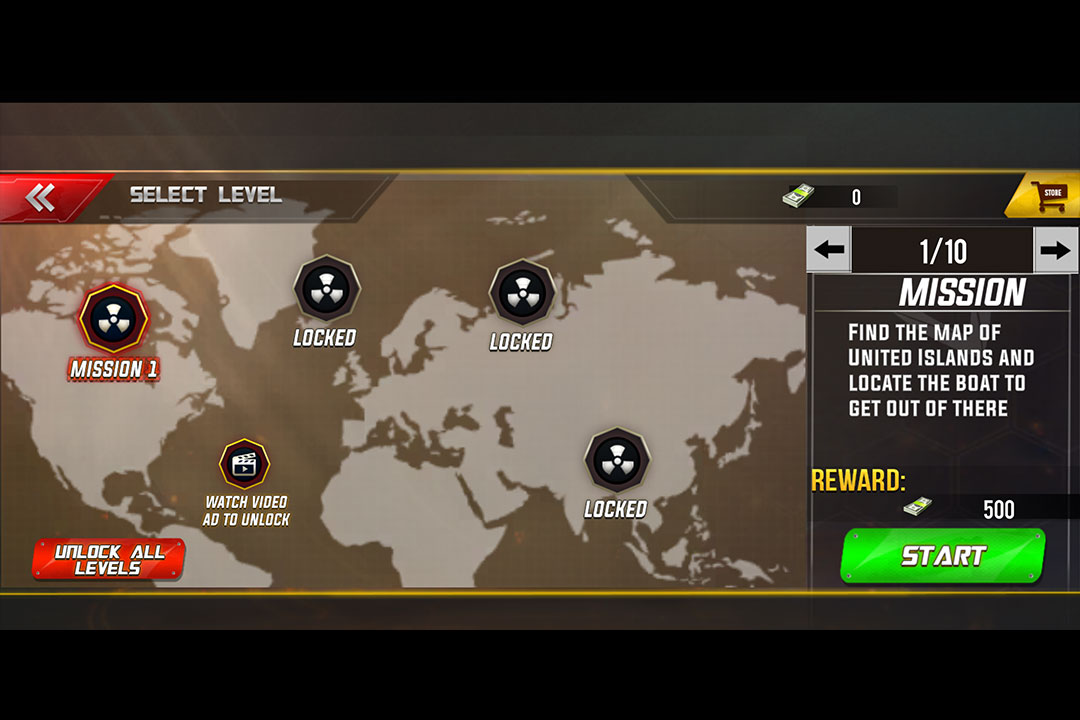 SELECT LEVEL
0
STORE
1/10
MISSION
FIND THE MAP OF
UNITED ISLANDS AND
LOCATE THE BOAT TO
GET OUT OF THERE
REWARD:
500
START
MISSION 1
LOCKED
LOCKED
LOCKED
WATCH VIDEO
AD TO UNLOCK
UNLOCK ALL
LEVELS